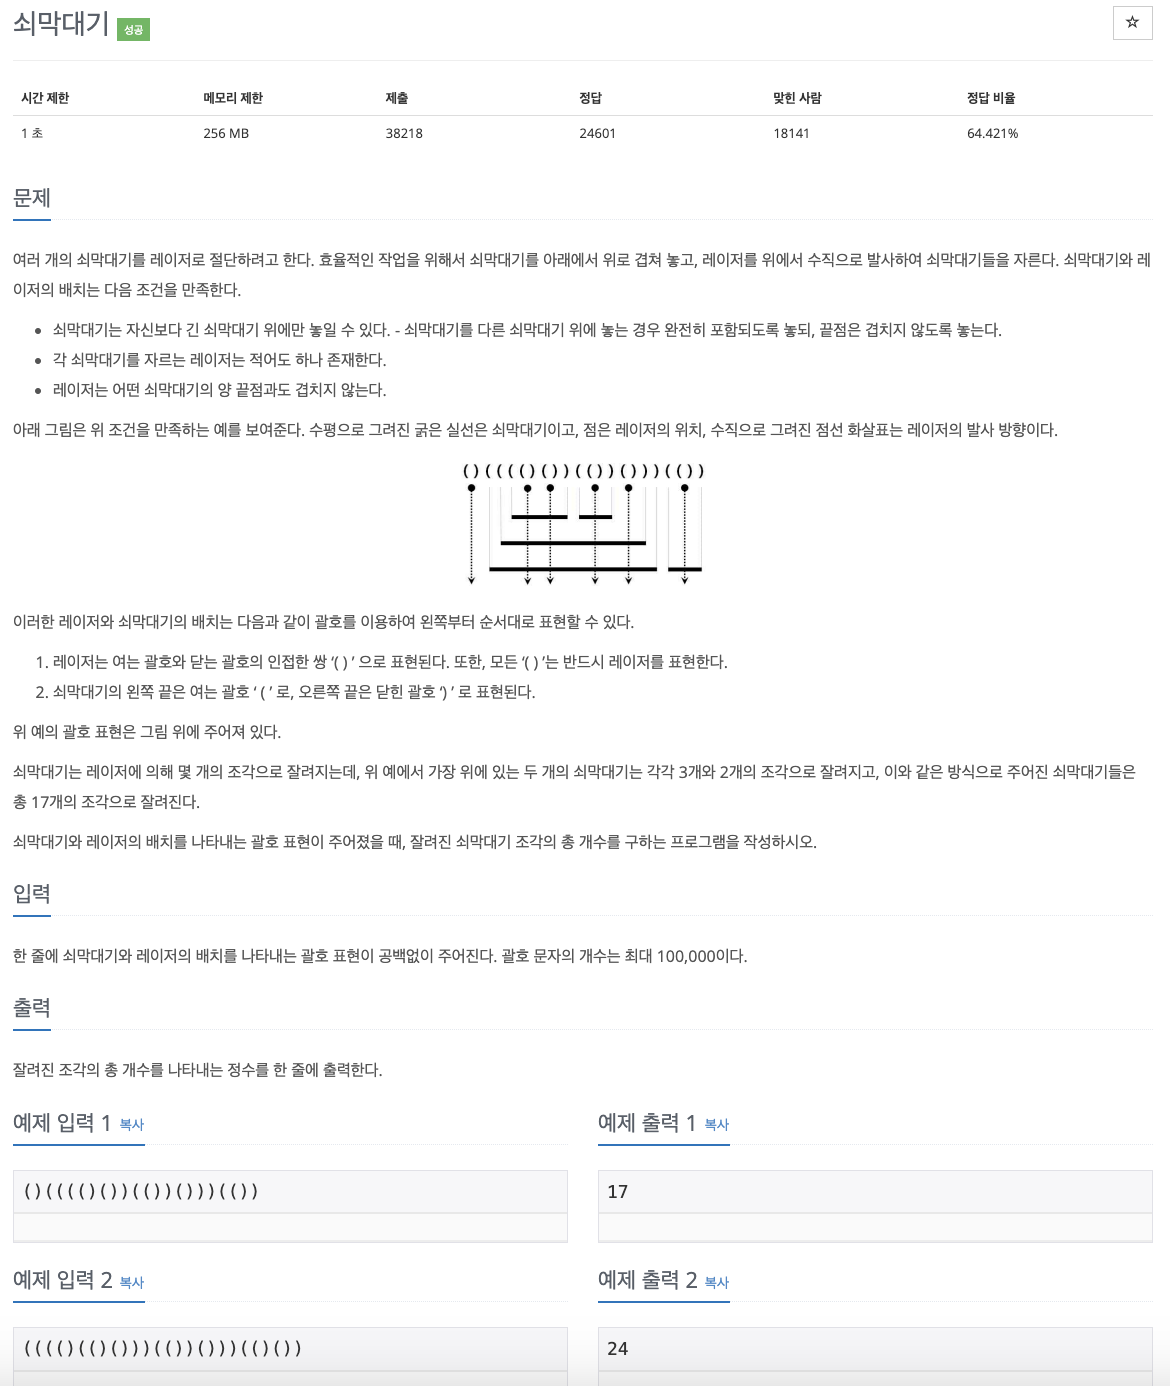 쇠막대기 성공
☆
시간 제한 메모리 제한 제출 정답 맞힌 사람 정답 비율
1 초 256 MB 38218 24601 18141 64.421%
문제
여러 개의 쇠막대기를 레이저로 절단하려고 한다. 효율적인 작업을 위해서 쇠막대기를 아래에서 위로 겹쳐 놓고, 레이저를 위에서 수직으로 발사하여 쇠막대기들을 자른다. 쇠막대기와 레
이저의 배치는 다음 조건을 만족한다.
• 쇠막대기는 자신보다 긴 쇠막대기 위에만 놓일 수 있다. - 쇠막대기를 다른 쇠막대기 위에 놓는 경우 완전히 포함되도록 놓되, 끝점은 겹치지 않도록 놓는다.
• 각 쇠막대기를 자르는 레이저는 적어도 하나 존재한다.
• 레이저는 어떤 쇠막대기의 양 끝점과도 겹치지 않는다.
아래 그림은 위 조건을 만족하는 예를 보여준다. 수평으로 그려진 굵은 실선은 쇠막대기이고, 점은 레이저의 위치, 수직으로 그려진 점선 화살표는 레이저의 발사 방향이다.
()(((()())(())()))(())
이러한 레이저와 쇠막대기의 배치는 다음과 같이 괄호를 이용하여 왼쪽부터 순서대로 표현할 수 있다.
1. 레이저는 여는 괄호와 닫는 괄호의 인접한 쌍 ‘( ) ’ 으로 표현된다. 또한, 모든 ‘( ) ’는 반드시 레이저를 표현한다.
2. 쇠막대기의 왼쪽 끝은 여는 괄호 ‘ ( ’ 로, 오른쪽 끝은 닫힌 괄호 ‘) ’ 로 표현된다.
위 예의 괄호 표현은 그림 위에 주어져 있다.
쇠막대기는 레이저에 의해 몇 개의 조각으로 잘려지는데, 위 예에서 가장 위에 있는 두 개의 쇠막대기는 각각 3개와 2개의 조각으로 잘려지고, 이와 같은 방식으로 주어진 쇠막대기들은
총 17개의 조각으로 잘려진다.
쇠막대기와 레이저의 배치를 나타내는 괄호 표현이 주어졌을 때, 잘려진 쇠막대기 조각의 총 개수를 구하는 프로그램을 작성하시오.
입력
한 줄에 쇠막대기와 레이저의 배치를 나타내는 괄호 표현이 공백없이 주어진다. 괄호 문자의 개수는 최대 100,000이다.
출력
잘려진 조각의 총 개수를 나타내는 정수를 한 줄에 출력한다.
예제 입력 1 복사
()(((()())(())()))(())
예제 출력 1 복사
17
예제 입력 2 복사
(((()(()()))(())()))(()())
예제 출력 2 복사
24